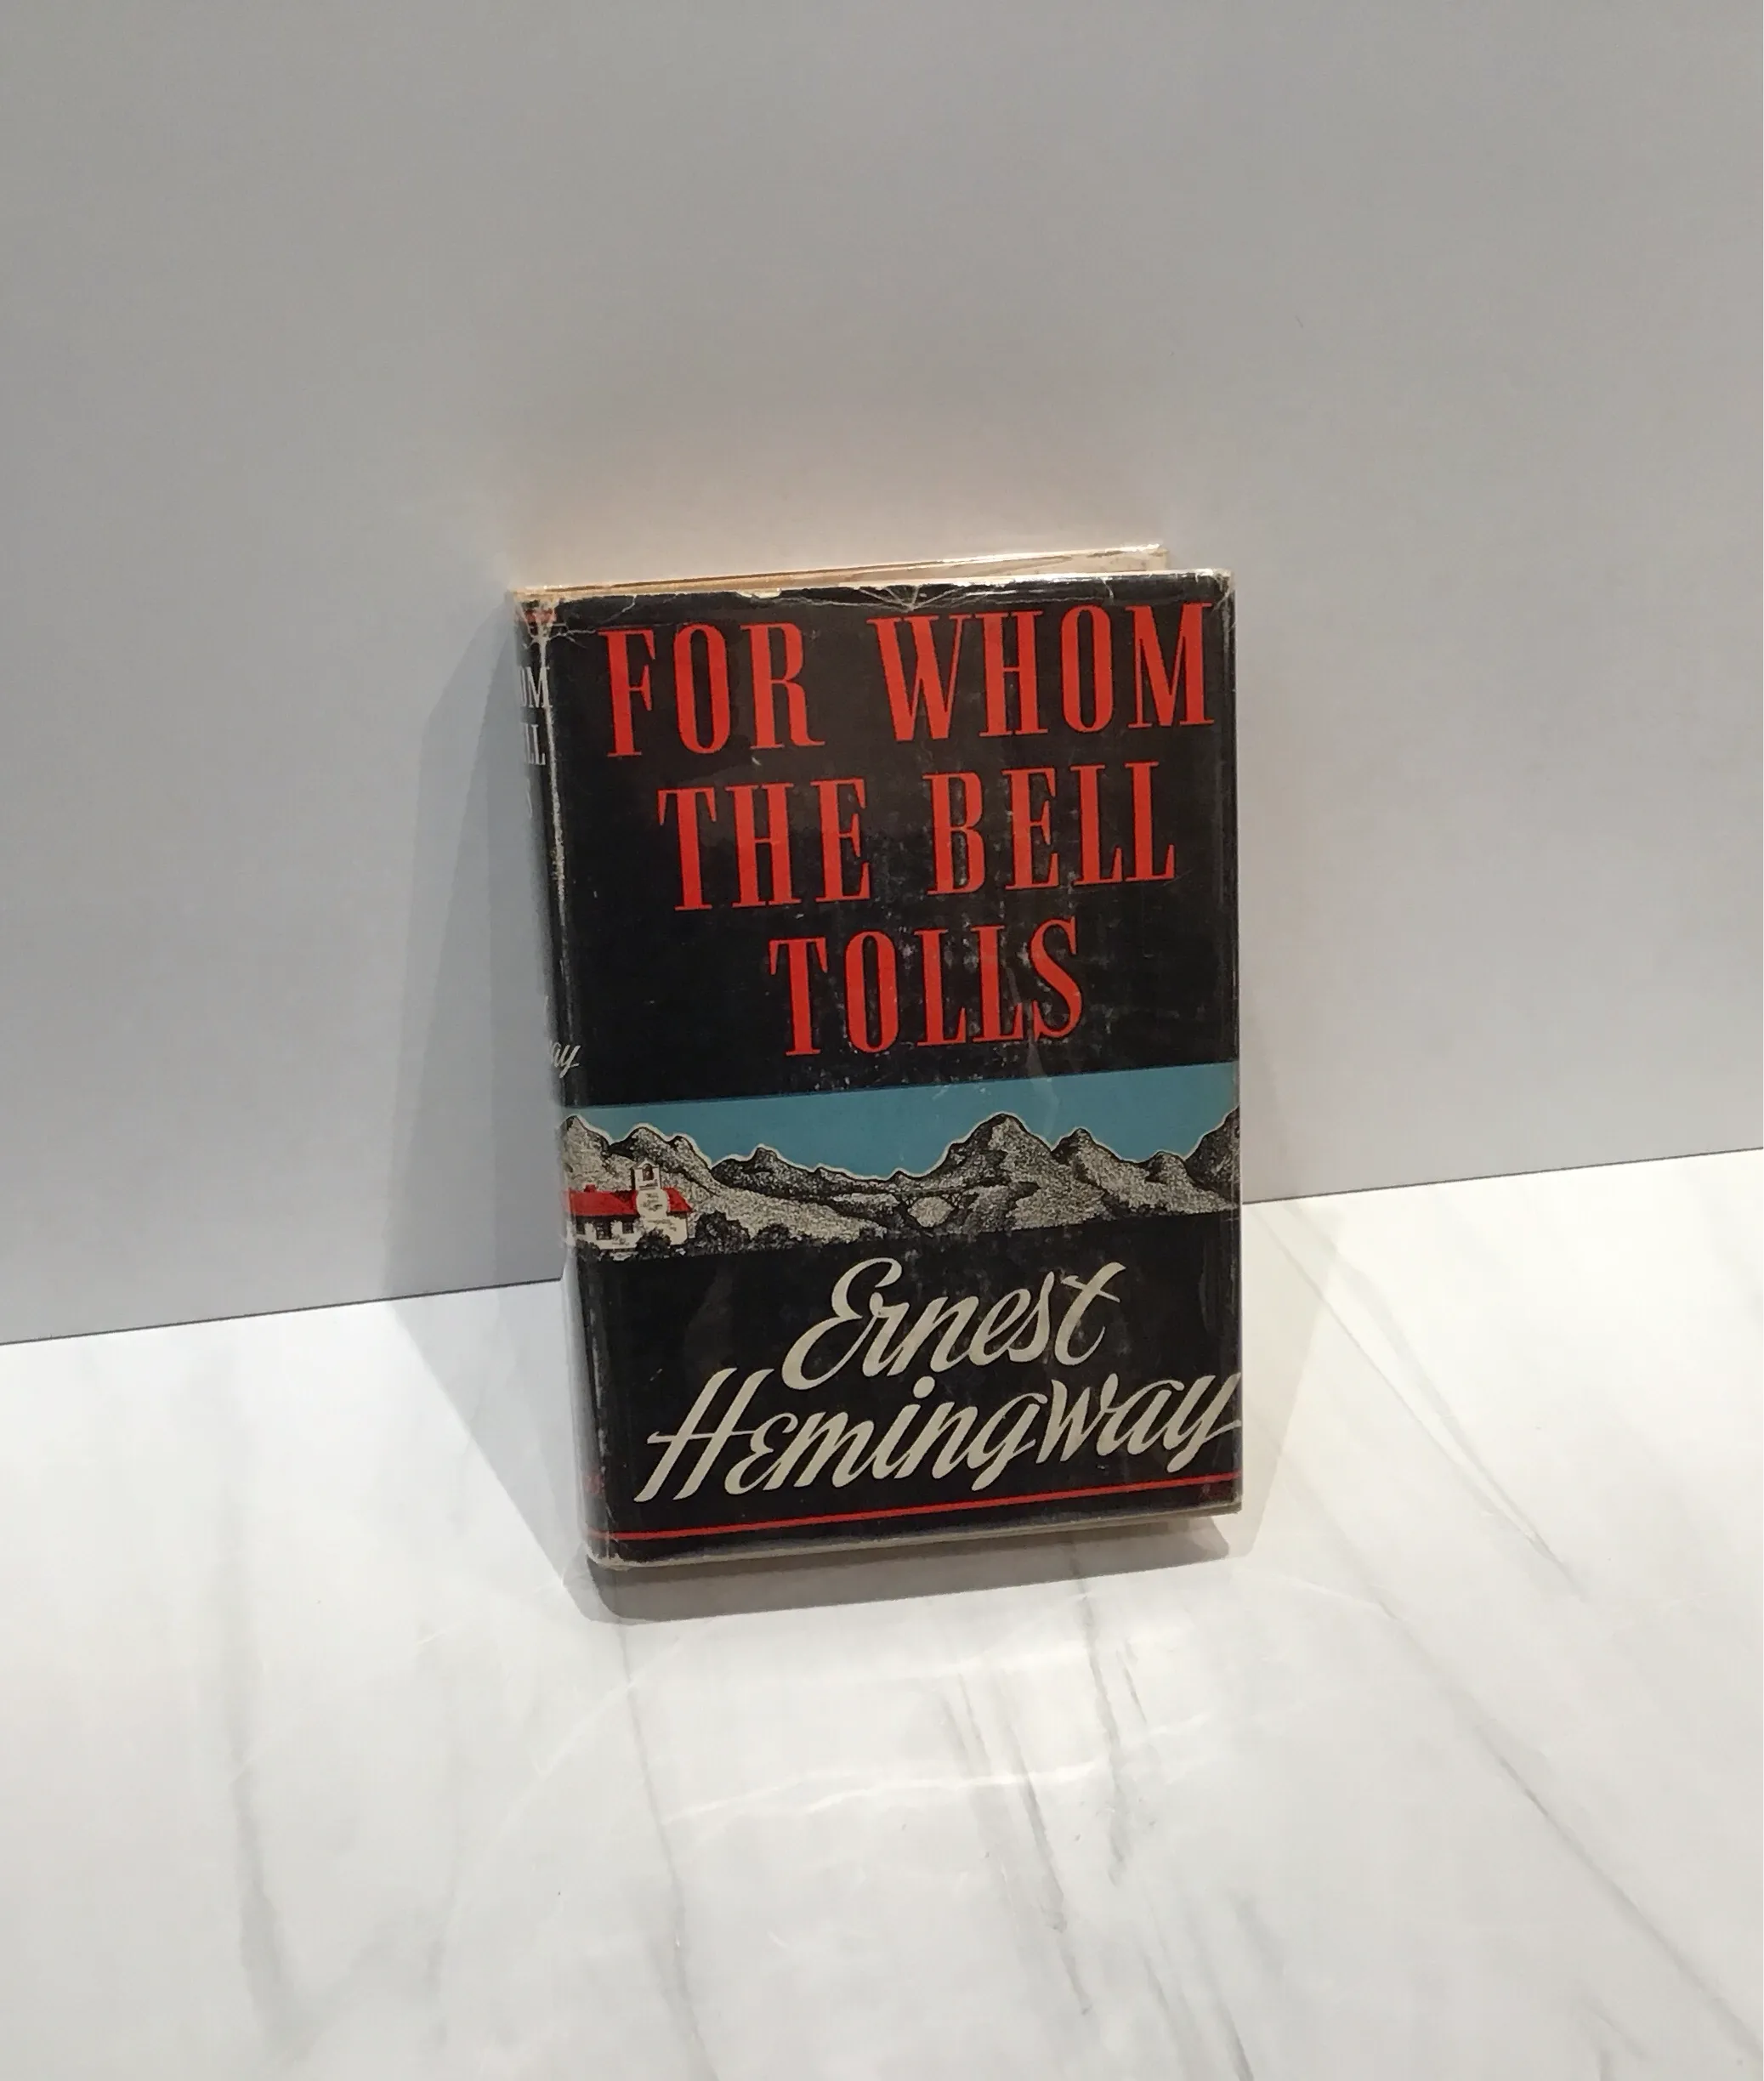 FOR WHOM
THE BELL
TOLLS
Ernest
Hemingway